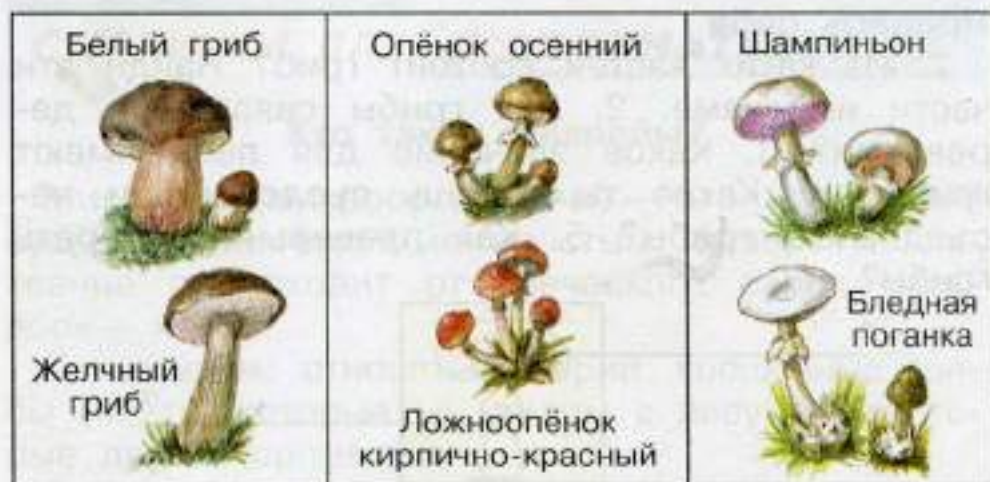 Белый гриб
Опёнок осенний
Шампиньон
Желчный
гриб
Ложноопёнок
кирпично-красный
Бледная
поганка